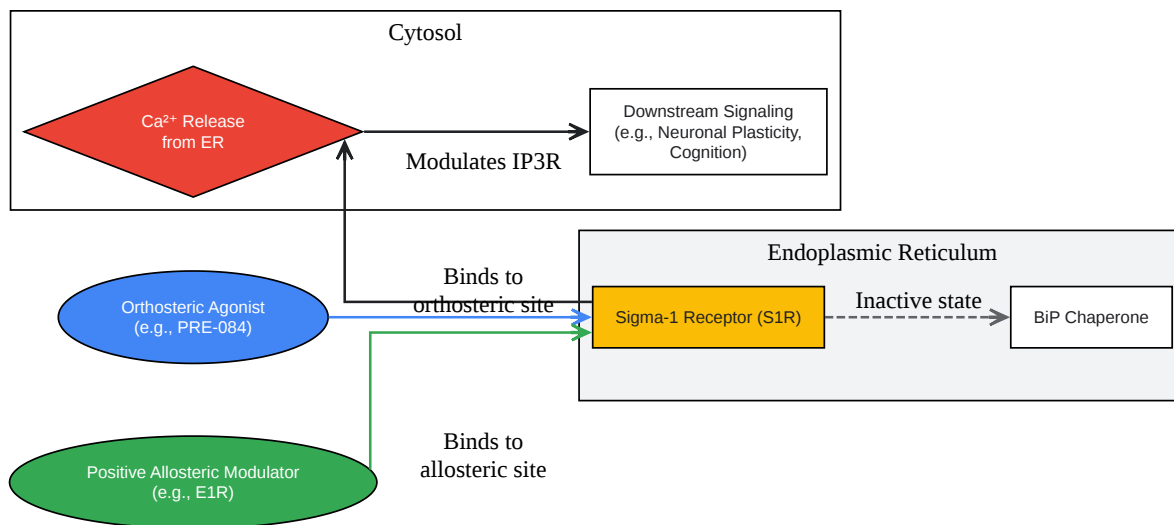 Cytosol
Ca²⁺ Release
from ER
Modulates IP3R
Downstream Signaling
(e.g., Neuronal Plasticity,
Cognition)
Endoplasmic Reticulum
Orthosteric Agonist
(e.g., PRE-084)
Binds to
orthosteric site
Sigma-1 Receptor (S1R)
Inactive state
BiP Chaperone
Positive Allosteric Modulator
(e.g., E1R)
Binds to
allosteric site